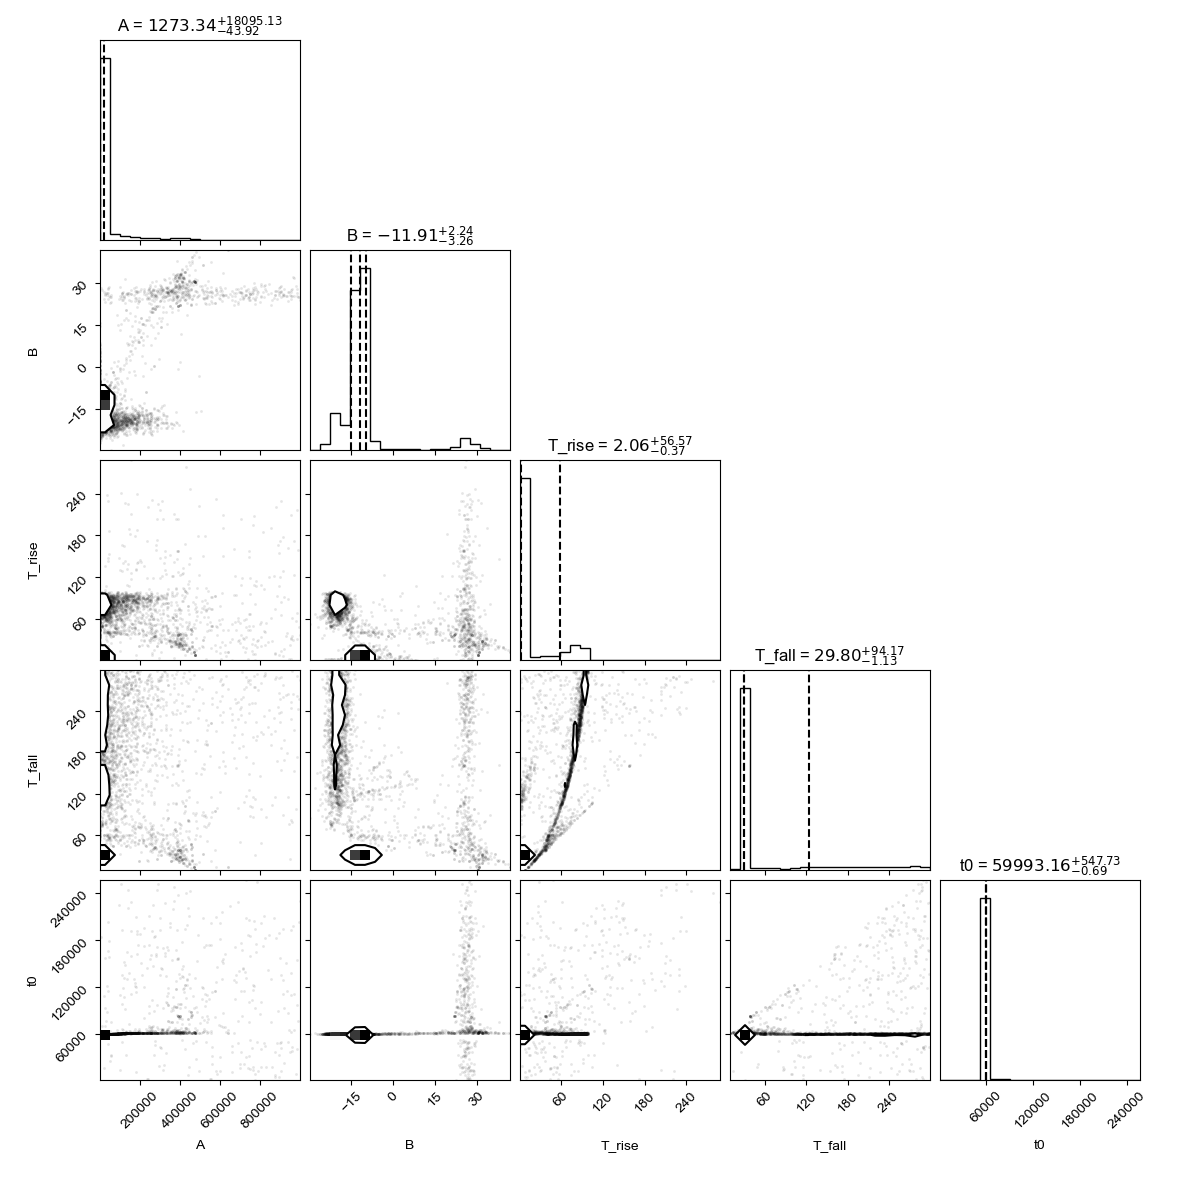 A = 1273.34 +18095.13 −43.92
B = −11.91 +2.24 −3.26
30
15
0
−15
B
T_rise = 2.06 +56.57 −0.37
240
180
120
60
T_rise
T_fall = 29.80 +94.17 −1.13
240
180
120
60
T_fall
t0 = 59993.16 +547.73 −0.69
240000
180000
120000
60000
t0
200000 400000 600000 800000 −15 0 15 30 60 120 180 240 60 120 180 240 60000 120000 180000 240000
A B T_rise T_fall t0